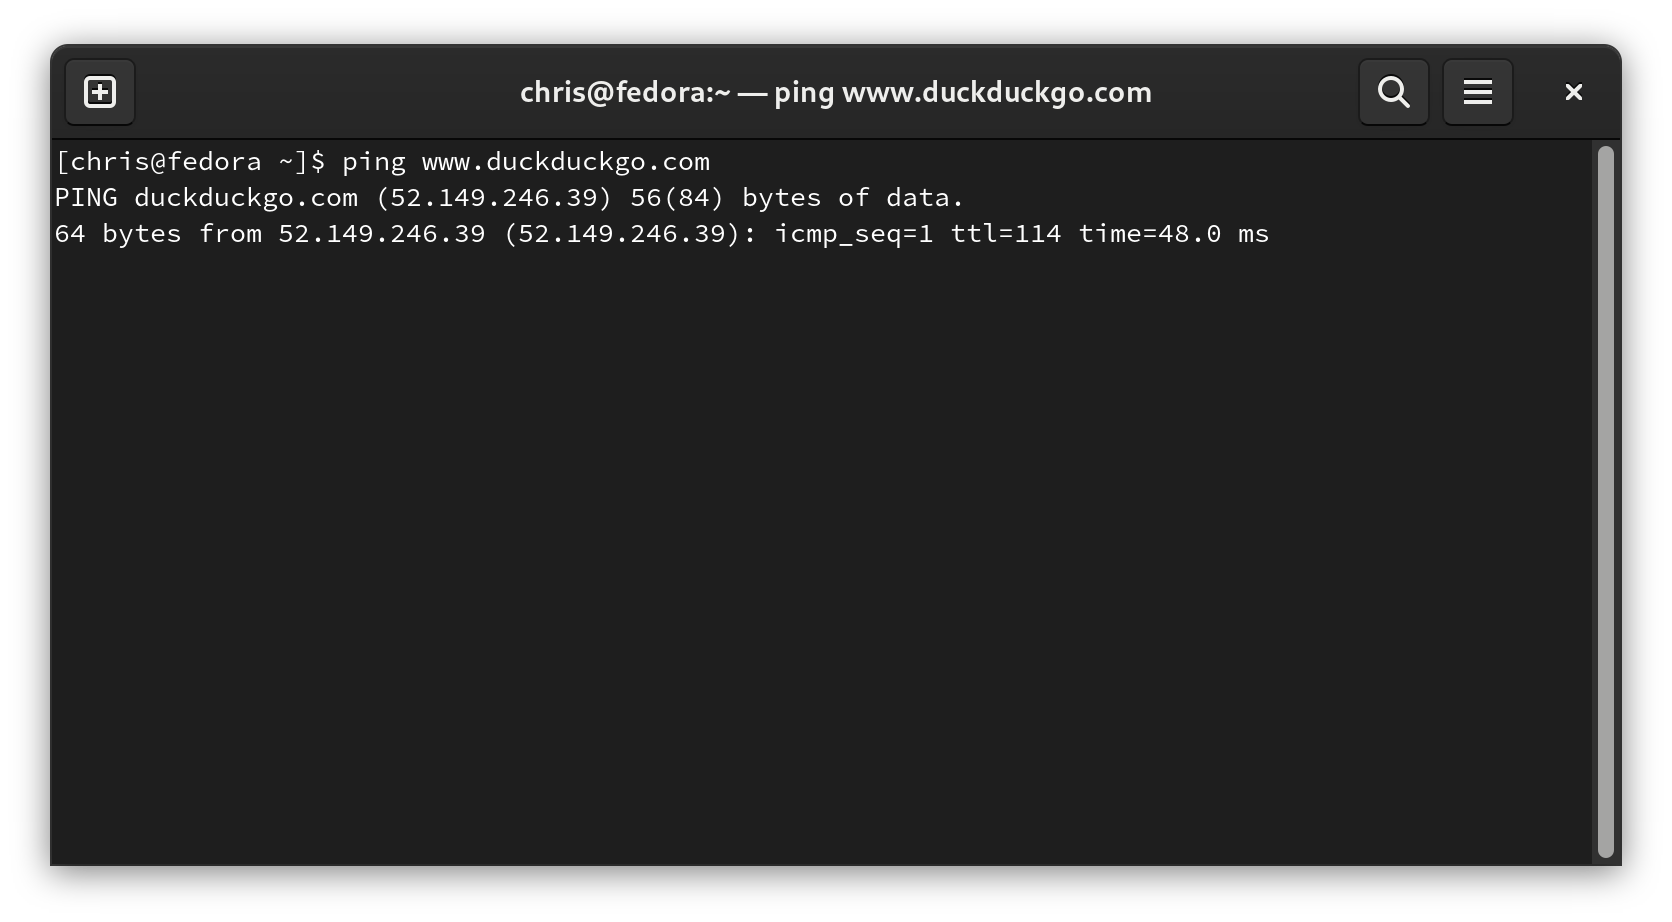 chris@fedora:~ — ping www.duckduckgo.com
[chris@fedora ~]$ ping www.duckduckgo.com
PING duckduckgo.com (52.149.246.39) 56(84) bytes of data.
64 bytes from 52.149.246.39 (52.149.246.39): icmp_seq=1 ttl=114 time=48.0 ms